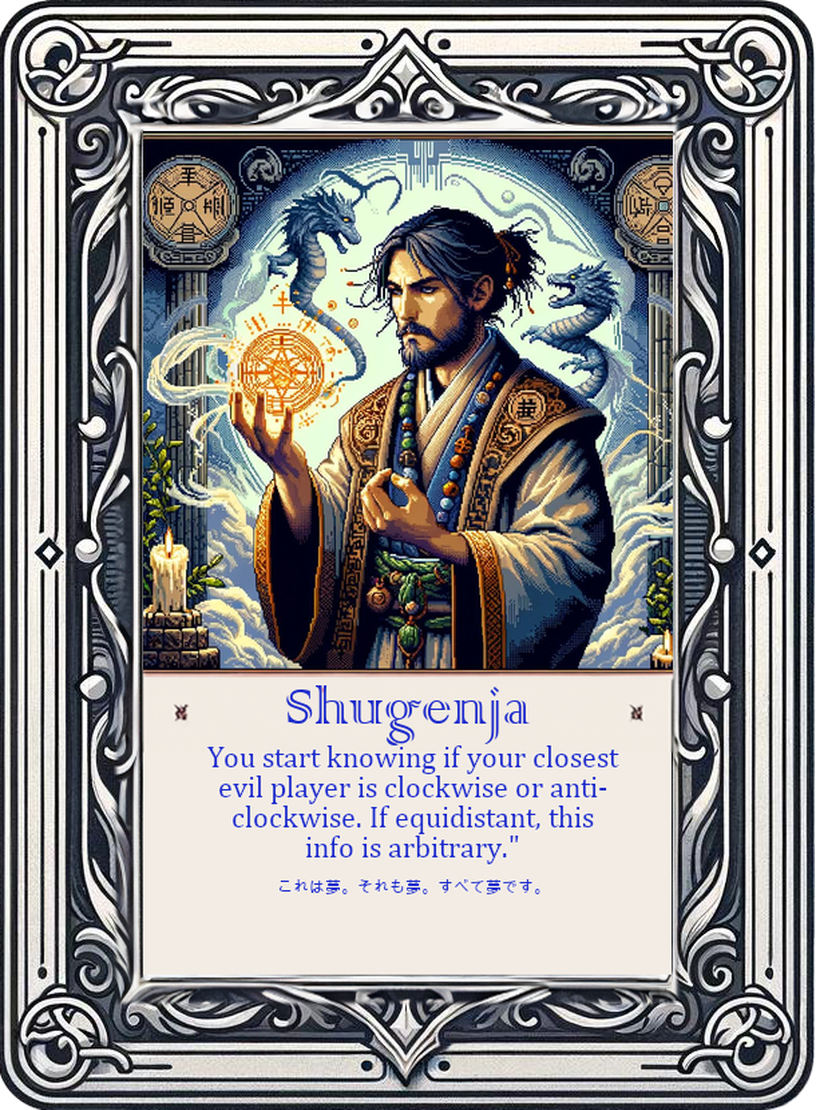 Shugenja
You start knowing if your closest
evil player is clockwise or anti-
clockwise. If equidistant, this
info is arbitrary."
これは夢。それも夢。すべて夢です。